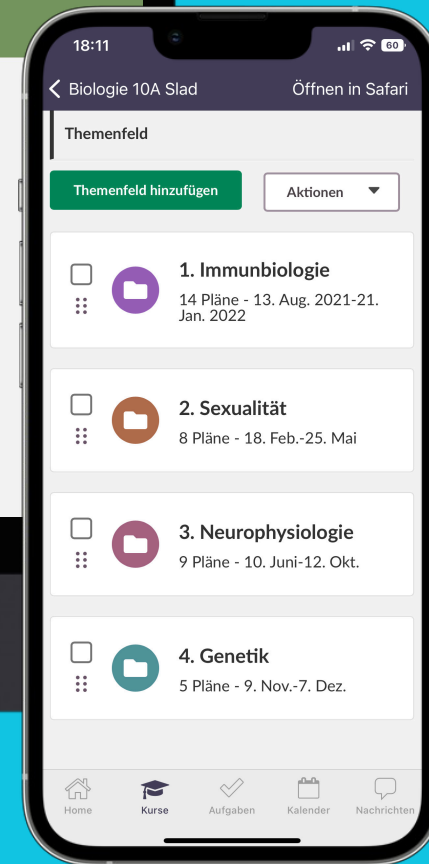 18:11
60
Biologie 10A Slad
Öffnen in Safari
Themenfeld
Themenfeld hinzufügen
Aktionen
1. Immunbiologie
14 Pläne - 13. Aug. 2021-21.
Jan. 2022
2. Sexualität
8 Pläne - 18. Feb.-25. Mai
3. Neurophysiologie
9 Pläne - 10. Juni-12. Okt.
4. Genetik
5 Pläne - 9. Nov.-7. Dez.
Home
Kurse
Aufgaben
Kalender
Nachrichten